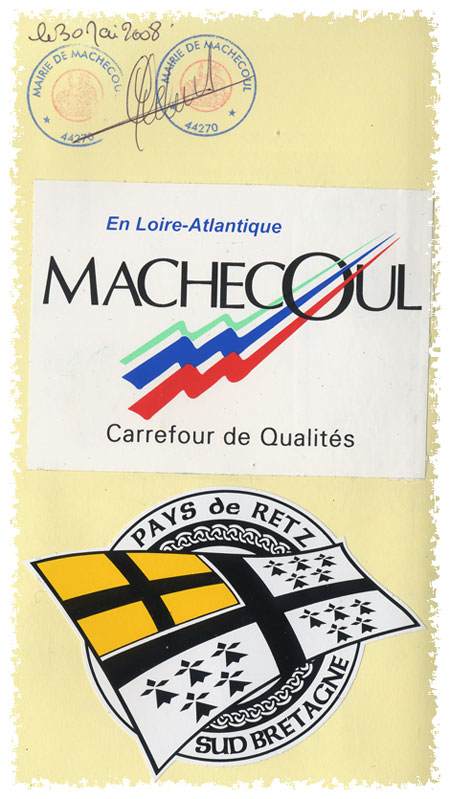 le 30 Mai 2008
MAIRIE DE MACHECOUL
44270
MAIRIE DE MACHECOUL
44270
En Loire-Atlantique
MACHECOUL
Carrefour de Qualités
PAYS de RETZ
SUD BRETAGNE